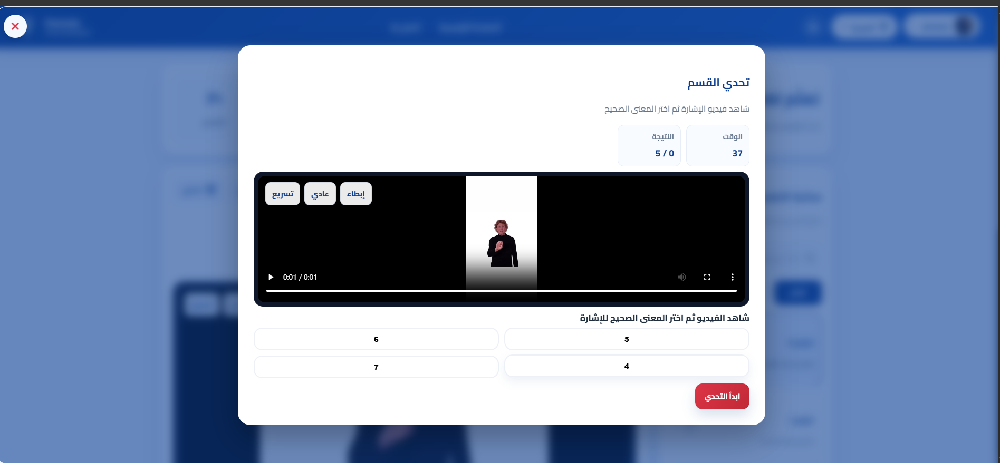 تحدي القسم
شاهد فيديو الإشارة ثم اختر المعنى الصحيح
الوقت
37
النتيجة
5 / 0
إبطاء
عادي
تسريع
0:01 / 0:01
شاهد الفيديو ثم اختر المعنى الصحيح للإشارة
5
6
4
7
ابدأ التحدي